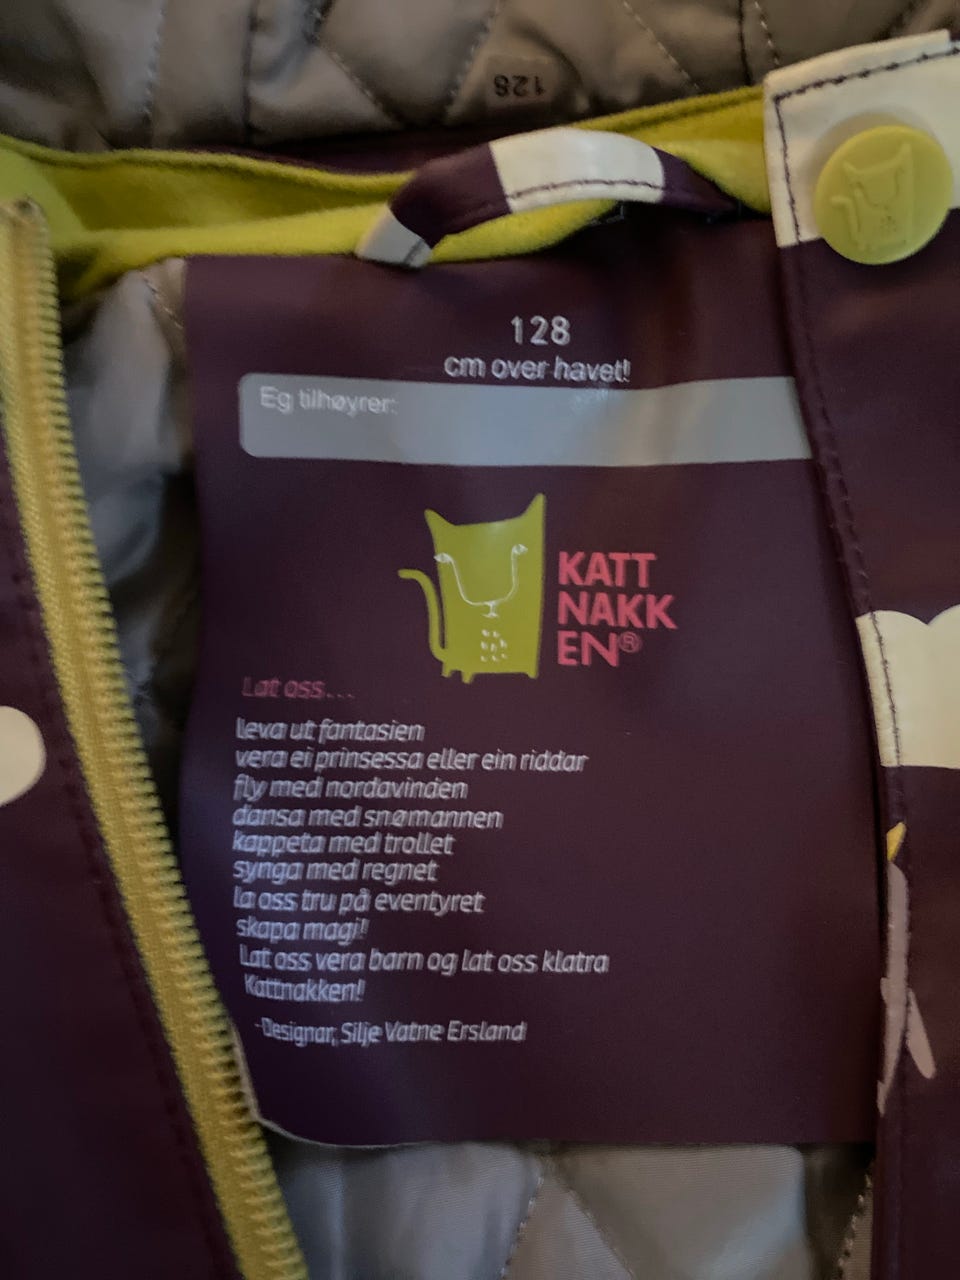 128
128
cm over havet!
Eg tilhøyrer:
KATT
NAKK
EN®
Lat oss...
leva ut fantasien
vera ei prinsessa eller ein riddar
fly med nordavinden
dansa med snømannen
kappeta med trollet
synga med regnet
la oss tru på eventyret
skapa magi!
Lat oss vera barn og lat oss klatra
Kattnakken!
-Designar, Silje Vatne Ersland